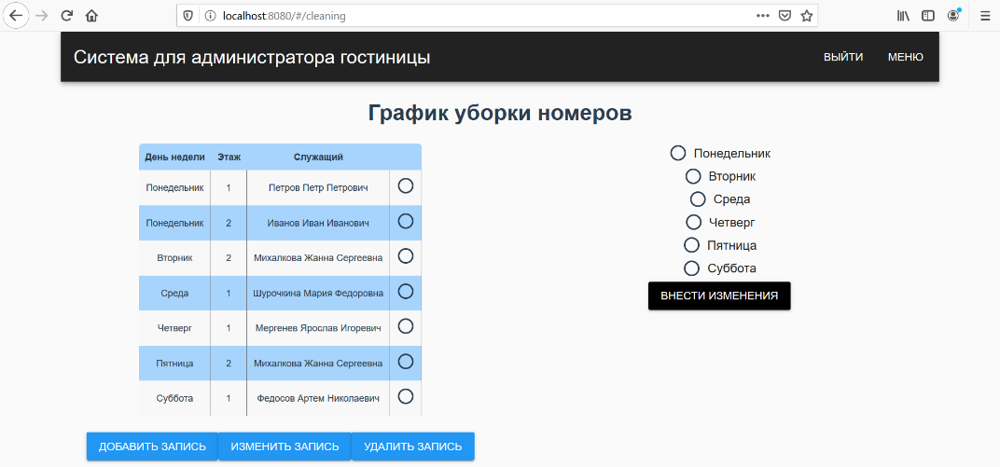 localhost:8080/#/cleaning
Система для администратора гостиницы ВЫЙТИ МЕНЮ
График уборки номеров
День недели Этаж Служащий
Понедельник 1 Петров Петр Петрович
Понедельник 2 Иванов Иван Иванович
Вторник 2 Михалкова Жанна Сергеевна
Среда 1 Шурочкина Мария Федоровна
Четверг 1 Мергенев Ярослав Игоревич
Пятница 2 Михалкова Жанна Сергеевна
Суббота 1 Федосов Артем Николаевич
Понедельник
Вторник
Среда
Четверг
Пятница
Суббота
ВНЕСТИ ИЗМЕНЕНИЯ
ДОБАВИТЬ ЗАПИСЬ ИЗМЕНИТЬ ЗАПИСЬ УДАЛИТЬ ЗАПИСЬ